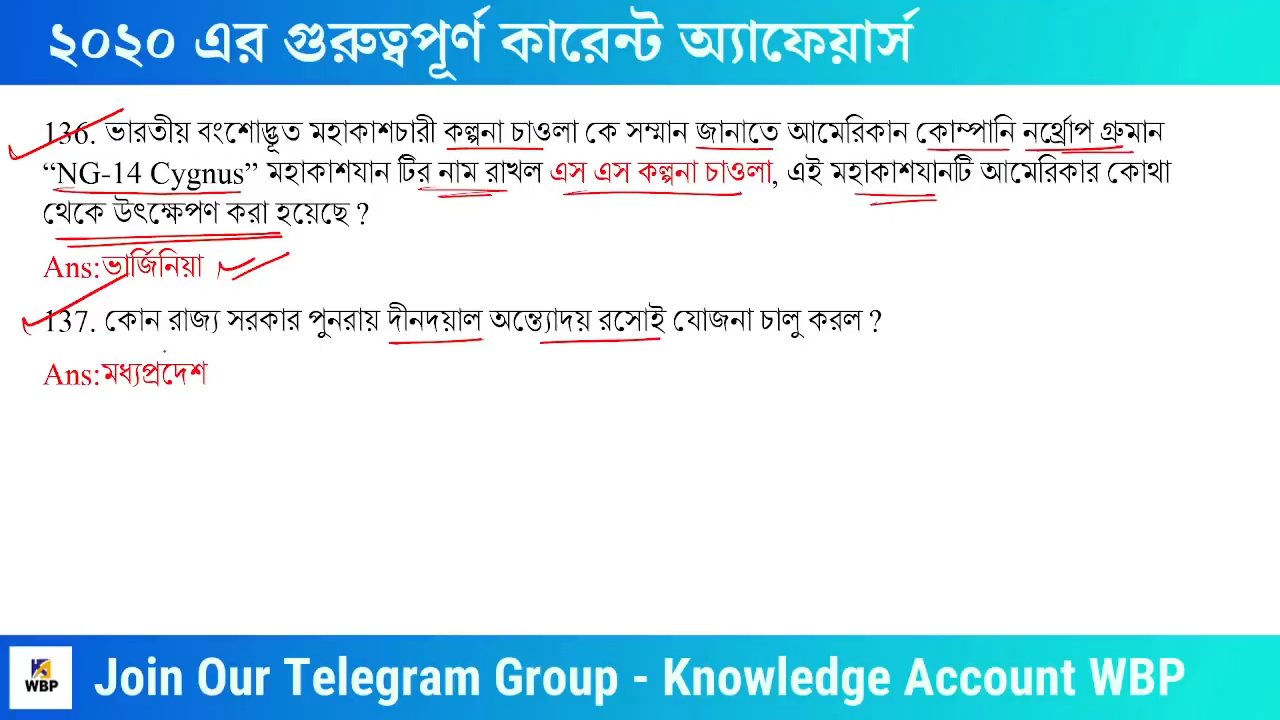 ২০২০ এর গুরুত্বপূর্ণ কারেন্ট অ্যাফেয়ার্স
136. ভারতীয় বংশোদ্ভূত মহাকাশচারী কল্পনা চাওলা কে সম্মান জানাতে আমেরিকান কোম্পানি নর্থ্রোপ গ্রুমান
“NG-14 Cygnus” মহাকাশযান টির নাম রাখল এস এস কল্পনা চাওলা, এই মহাকাশযানটি আমেরিকার কোথা
থেকে উৎক্ষেপণ করা হয়েছে ?
Ans:ভার্জিনিয়া
137. কোন রাজ্য সরকার পুনরায় দীনদয়াল অন্ত্যোদয় রসোই যোজনা চালু করল ?
Ans:মধ্যপ্রদেশ
WBP
Join Our Telegram Group - Knowledge Account WBP